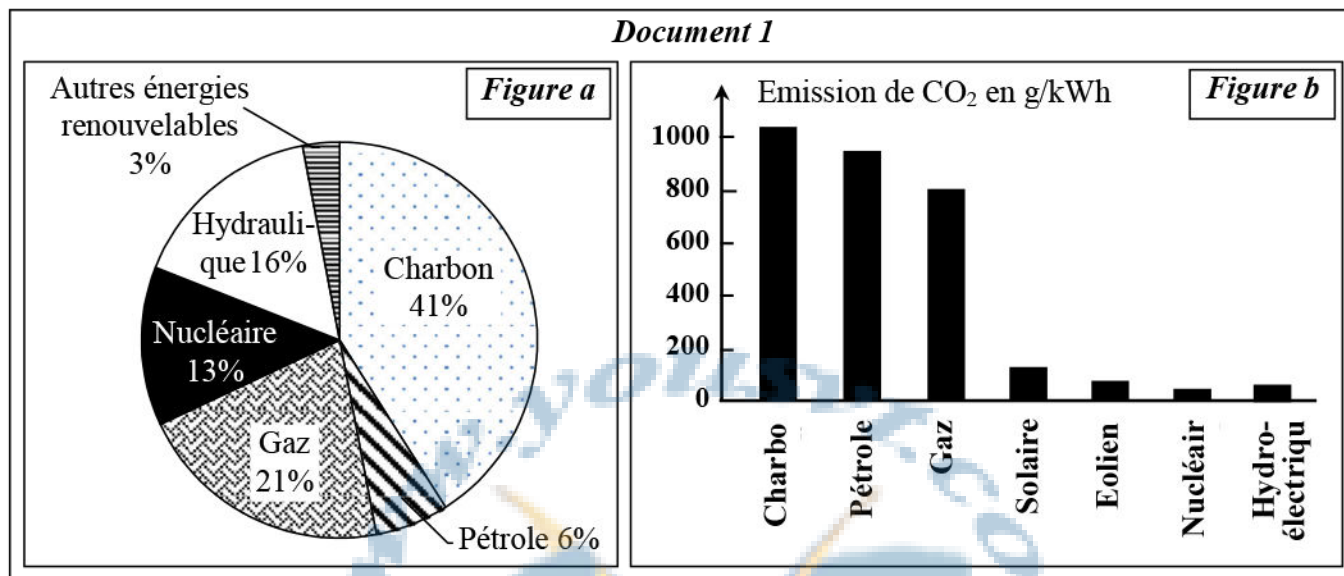 Document 1
Figure a
Autres énergies
renouvelables
3%
Hydrauli-
que 16%
Charbon
41%
Nucléaire
13%
Gaz
21%
Pétrole 6%
Figure b
Emission de CO₂ en g/kWh
1000
800
600
400
200
0
Charbo
Pétrole
Gaz
Solaire
Eolien
Nucléair
Hydro-
électriqu